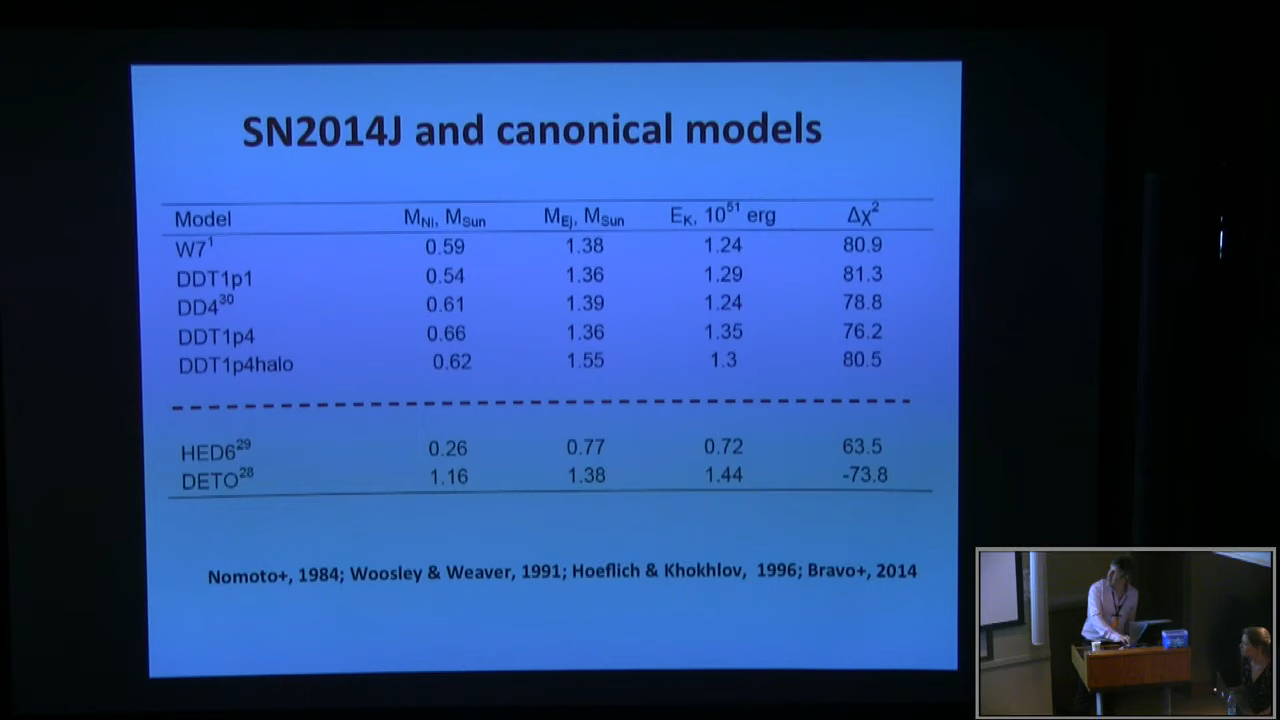 SN2014J and canonical models
Model M_Ni, M_Sun M_Ej, M_Sun E_K, 10^51 erg Δχ^2
W7^1 0.59 1.38 1.24 80.9
DDT1p1 0.54 1.36 1.29 81.3
DD4^30 0.61 1.39 1.24 78.8
DDT1p4 0.66 1.36 1.35 76.2
DDT1p4halo 0.62 1.55 1.3 80.5
HED6^29 0.26 0.77 0.72 63.5
DETO^28 1.16 1.38 1.44 -73.8
Nomoto+, 1984; Woosley & Weaver, 1991; Hoeflich & Khokhlov, 1996; Bravo+, 2014